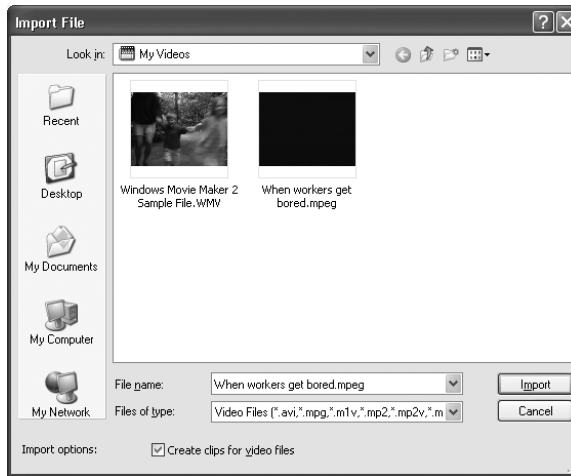 Import File
Look in:
My Videos
Recent
Desktop
My Documents
My Computer
My Network
Windows Movie Maker 2
Sample File.WMV
When workers get
bored.mpeg
File name:
When workers get bored.mpeg
Import
Files of type:
Video Files (*.avi,*.mpg,*.m1v,*.mp2,*.mp2v,*.m
Cancel
Import options:
Create clips for video files